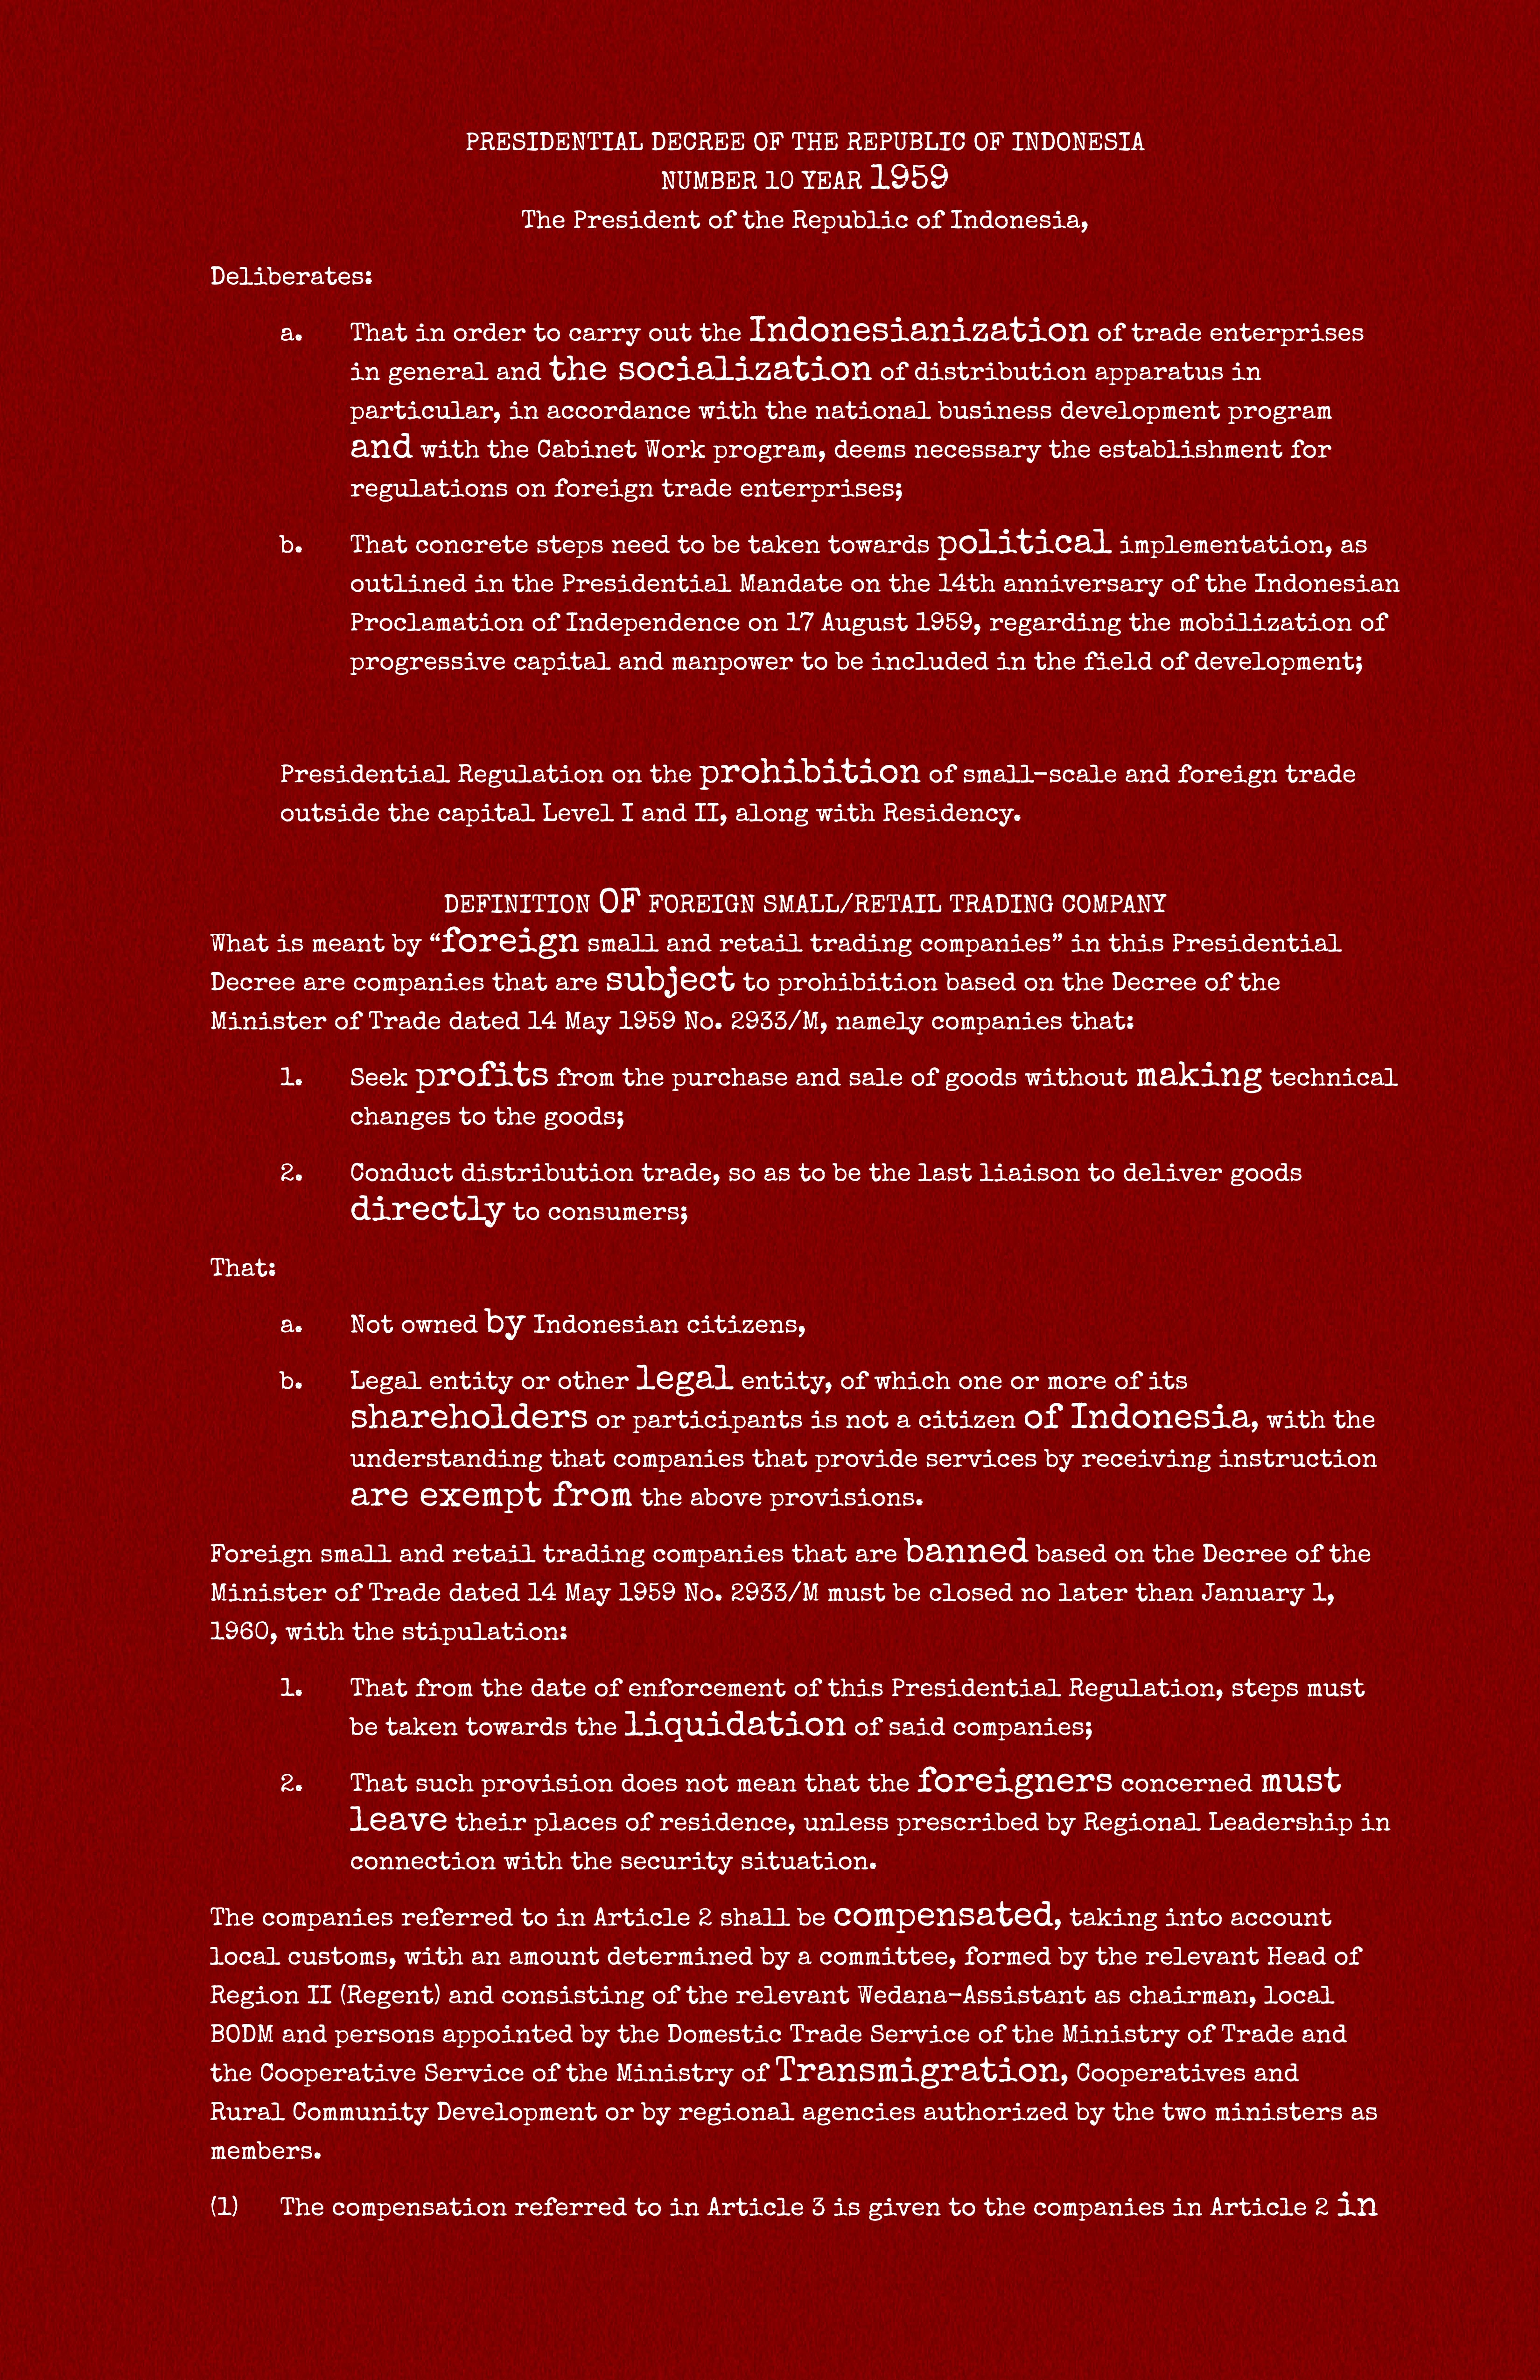 PRESIDENTIAL DECREE OF THE REPUBLIC OF INDONESIA
NUMBER 10 YEAR 1959
The President of the Republic of Indonesia,
Deliberates:
a. That in order to carry out the Indonesianization of trade enterprises
in general and the socialization of distribution apparatus in
particular, in accordance with the national business development program
and with the Cabinet Work program, deems necessary the establishment for
regulations on foreign trade enterprises;
b. That concrete steps need to be taken towards political implementation, as
outlined in the Presidential Mandate on the 14th anniversary of the Indonesian
Proclamation of Independence on 17 August 1959, regarding the mobilization of
progressive capital and manpower to be included in the field of development;
Presidential Regulation on the prohibition of small-scale and foreign trade
outside the capital Level I and II, along with Residency.
DEFINITION OF FOREIGN SMALL/RETAIL TRADING COMPANY
What is meant by “foreign small and retail trading companies” in this Presidential
Decree are companies that are subject to prohibition based on the Decree of the
Minister of Trade dated 14 May 1959 No. 2933/M, namely companies that:
1. Seek profits from the purchase and sale of goods without making technical
changes to the goods;
2. Conduct distribution trade, so as to be the last liaison to deliver goods
directly to consumers;
That:
a. Not owned by Indonesian citizens,
b. Legal entity or other legal entity, of which one or more of its
shareholders or participants is not a citizen of Indonesia, with the
understanding that companies that provide services by receiving instruction
are exempt from the above provisions.
Foreign small and retail trading companies that are banned based on the Decree of the
Minister of Trade dated 14 May 1959 No. 2933/M must be closed no later than January 1,
1960, with the stipulation:
1. That from the date of enforcement of this Presidential Regulation, steps must
be taken towards the liquidation of said companies;
2. That such provision does not mean that the foreigners concerned must
leave their places of residence, unless prescribed by Regional Leadership in
connection with the security situation.
The companies referred to in Article 2 shall be compensated, taking into account
local customs, with an amount determined by a committee, formed by the relevant Head of
Region II (Regent) and consisting of the relevant Wedana-Assistant as chairman, local
BODM and persons appointed by the Domestic Trade Service of the Ministry of Trade and
the Cooperative Service of the Ministry of Transmigration, Cooperatives and
Rural Community Development or by regional agencies authorized by the two ministers as
members.
(1) The compensation referred to in Article 3 is given to the companies in Article 2 in